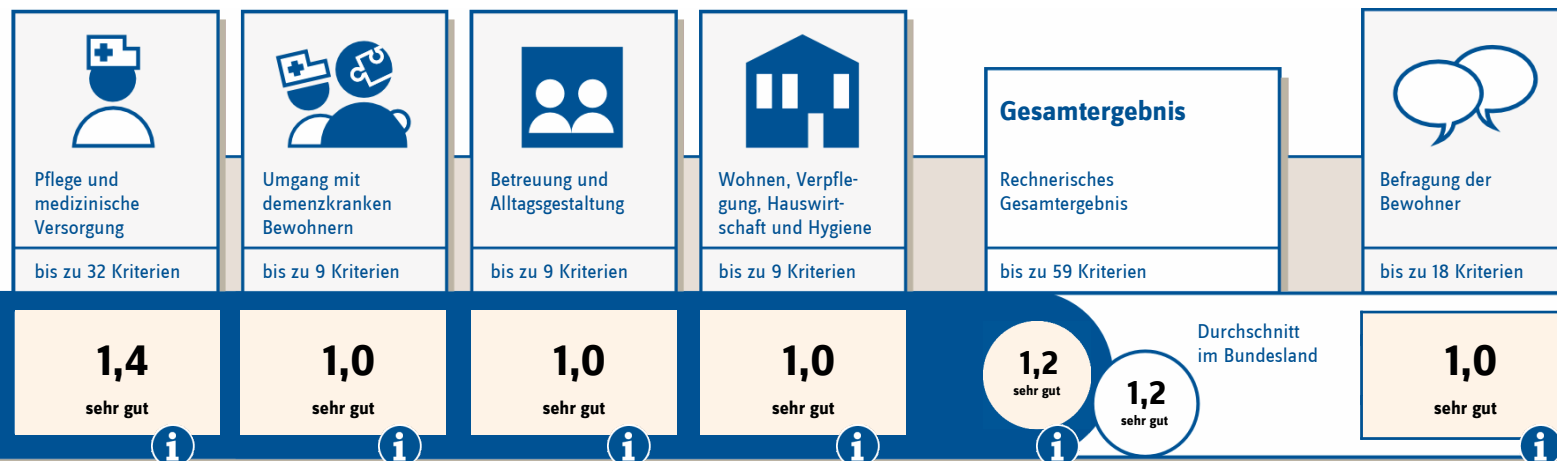 Pflege und
medizinische
Versorgung
bis zu 32 Kriterien
1,4
sehr gut
i
Umgang mit
demenzkranken
Bewohnern
bis zu 9 Kriterien
1,0
sehr gut
i
Betreuung und
Alltagsgestaltung
bis zu 9 Kriterien
1,0
sehr gut
i
Wohnen, Verpfle-
gung, Hauswirt-
schaft und Hygiene
bis zu 9 Kriterien
1,0
sehr gut
i
Gesamtergebnis
Rechnerisches
Gesamtergebnis
bis zu 59 Kriterien
1,2
sehr gut
i
Durchschnitt
im Bundesland
1,2
sehr gut
Befragung der
Bewohner
bis zu 18 Kriterien
1,0
sehr gut
i